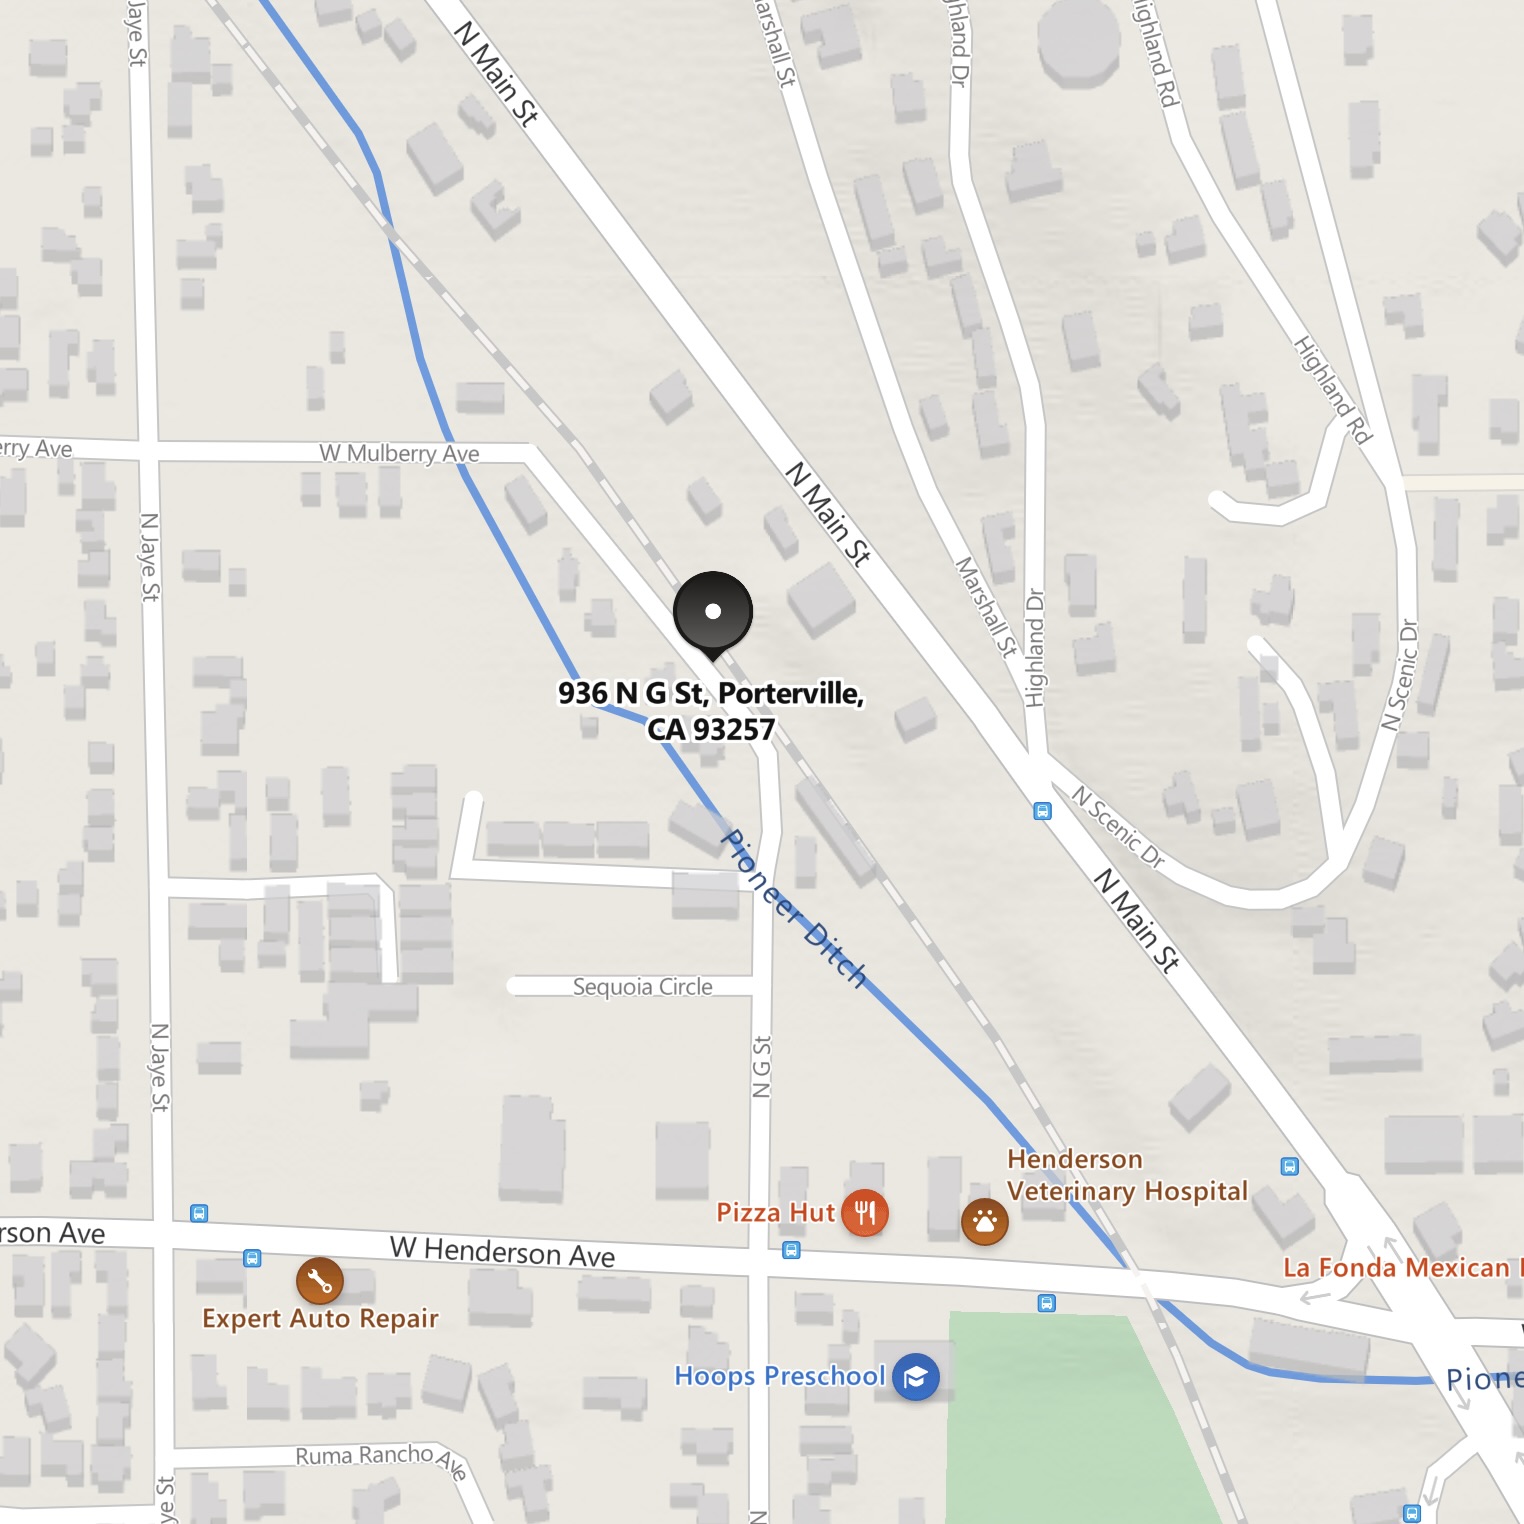 Jaye St
N Main St
arshall St
ghland Dr
Highland Rd
Highland Rd
erry Ave
W Mulberry Ave
N Main St
N Jaye St
Marshall St
Highland Dr
N Scenic Dr
936 N G St, Porterville,
CA 93257
N Scenic Dr
Pioneer Ditch
N Main St
Sequoia Circle
N Jaye St
N G St
Henderson
Veterinary Hospital
Pizza Hut
rson Ave
W Henderson Ave
La Fonda Mexican
Expert Auto Repair
Hoops Preschool
Pione
Ruma Rancho Ave
ye St
N